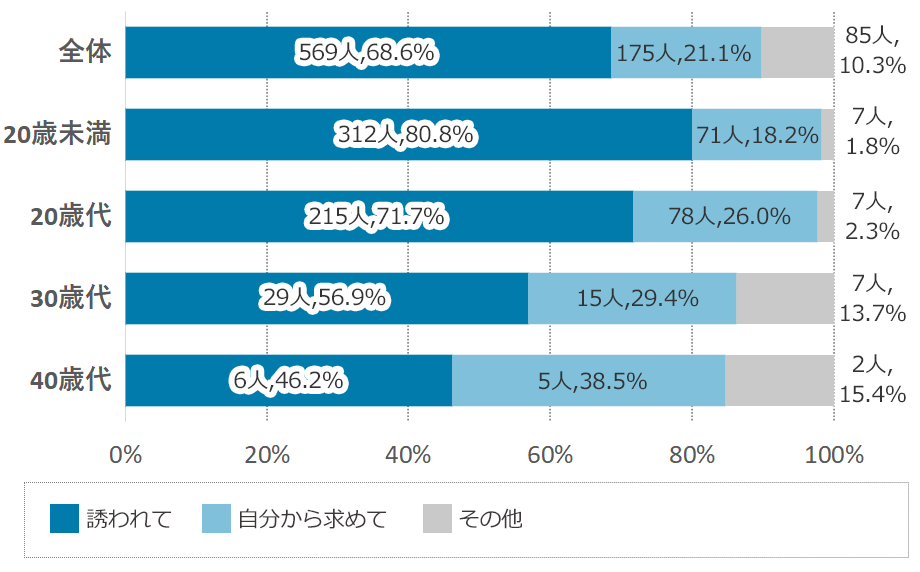 全体
569人,68.6%
175人,21.1%
85人,
10.3%
20歳未満
312人,80.8%
71人,18.2%
7人,
1.8%
20歳代
215人,71.7%
78人,26.0%
7人,
2.3%
30歳代
29人,56.9%
15人,29.4%
7人,
13.7%
40歳代
6人,46.2%
5人,38.5%
2人,
15.4%
0% 20% 40% 60% 80% 100%
誘われて 自分から求めて その他